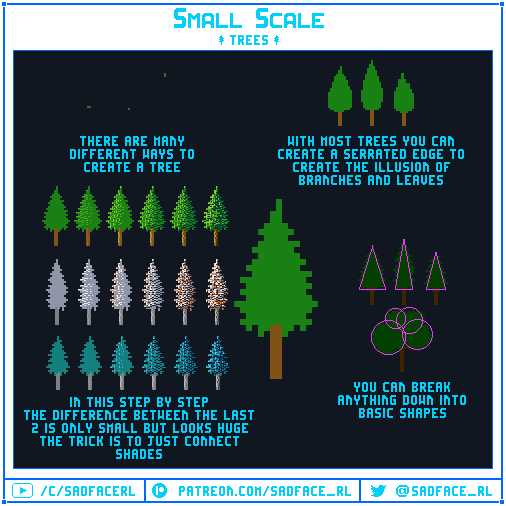 Small Scale
TREES
THERE ARE MANY
DIFFERENT WAYS TO
CREATE A TREE
WITH MOST TREES YOU CAN
CREATE A SERRATED EDGE TO
CREATE THE ILLUSION OF
BRANCHES AND LEAVES
IN THIS STEP BY STEP
THE DIFFERENCE BETWEEN THE LAST
2 IS ONLY SMALL BUT LOOKS HUGE
THE TRICK IS TO JUST CONNECT
SHADES
YOU CAN BREAK
ANYTHING DOWN INTO
BASIC SHAPES
/C/SADFACERL
PATREON.COM/SADFACE_RL
@SADFACE_RL